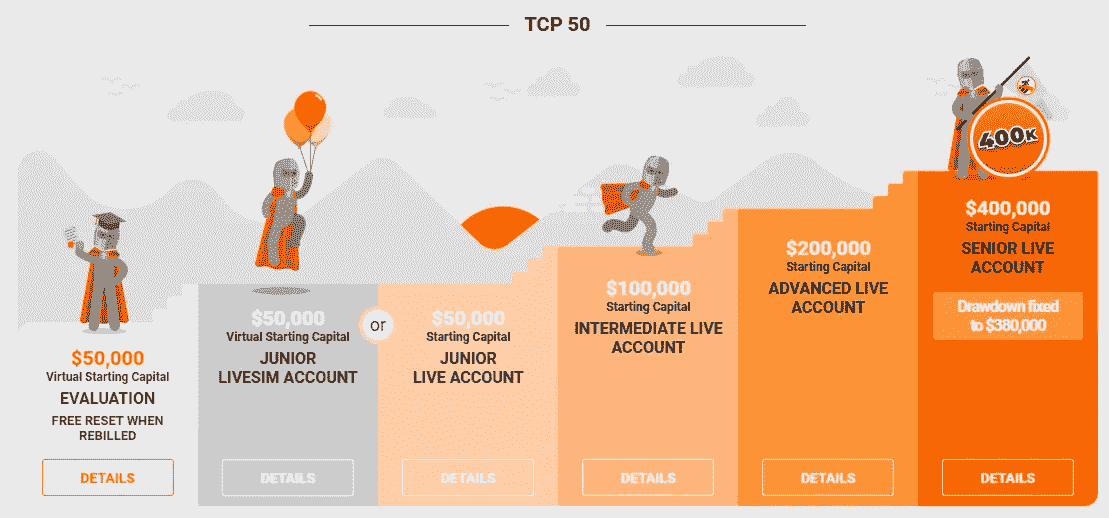 TCP 50
400K
$50,000
Virtual Starting Capital
EVALUATION
FREE RESET WHEN
REBILLED
DETAILS
$50,000
Virtual Starting Capital
JUNIOR
LIVESIM ACCOUNT
DETAILS
or
$50,000
Starting Capital
JUNIOR
LIVE ACCOUNT
DETAILS
$100,000
Starting Capital
INTERMEDIATE LIVE
ACCOUNT
DETAILS
$200,000
Starting Capital
ADVANCED LIVE
ACCOUNT
DETAILS
$400,000
Starting Capital
SENIOR LIVE
ACCOUNT
Drawdown fixed
to $380,000
DETAILS